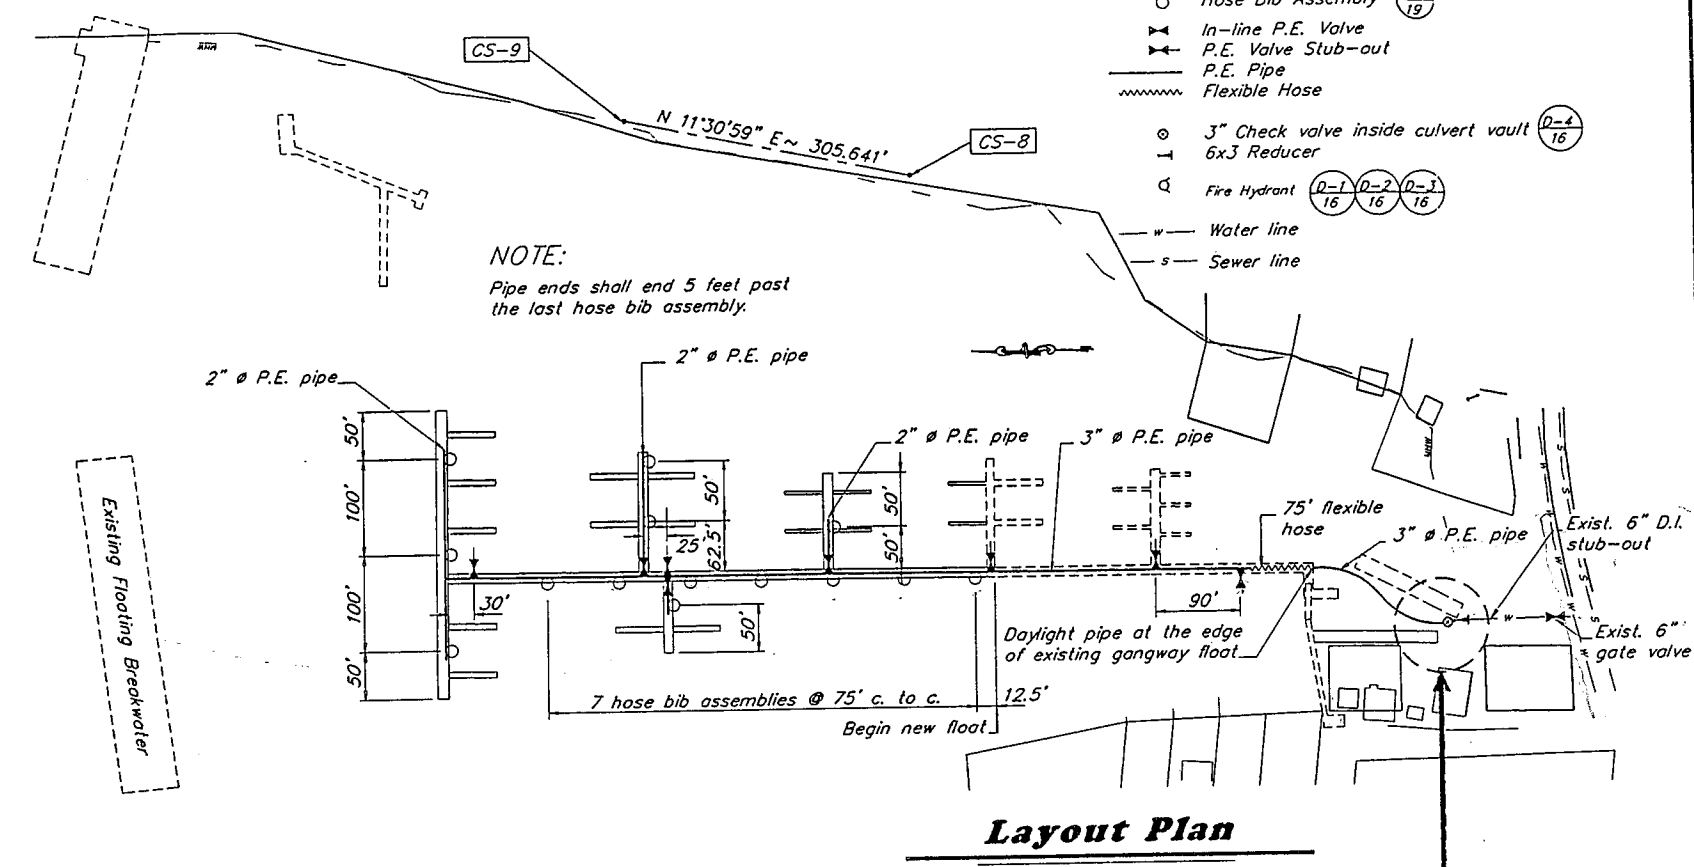 Hose Bib Assembly
19
In-line P.E. Valve
P.E. Valve Stub-out
P.E. Pipe
Flexible Hose
3" Check valve inside culvert vault D-4
16
6x3 Reducer
Fire Hydrant D-1 D-2 D-3
16 16 16
w Water line
s Sewer line
CS-9
N 11°30'59" E~ 305.641'
CS-8
NOTE:
Pipe ends shall end 5 feet past
the last hose bib assembly.
2" ø P.E. pipe
2" ø P.E. pipe
2" ø P.E. pipe
3" ø P.E. pipe
50'
100'
100'
50'
30'
25'
50'
62.5'
50'
50'
50'
90'
75' flexible
hose
3" ø P.E. pipe
Exist. 6" D.I.
stub-out
Exist. 6"
gate valve
w
w
w
w
w
s
s
s
s
Daylight pipe at the edge
of existing gangway float
7 hose bib assemblies @ 75' c. to c.
12.5'
Begin new float
Existing Floating Breakwater
Layout Plan